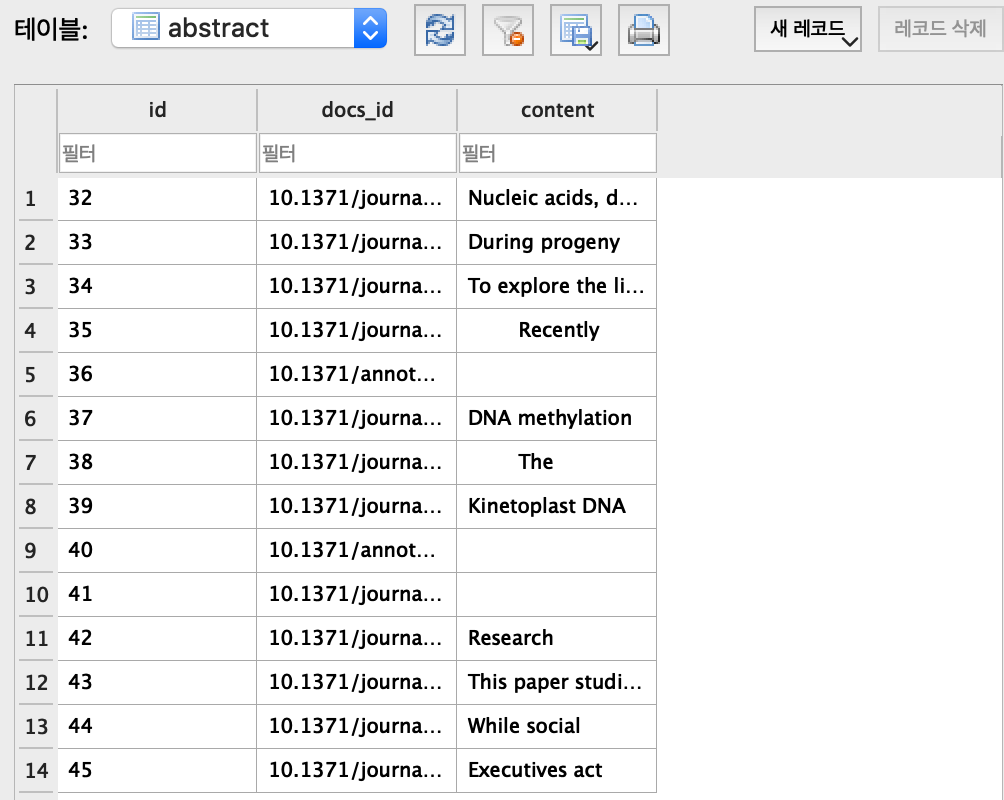 테이블: abstract 새 레코드 레코드 삭제
id docs_id content
필터 필터 필터
1 32 10.1371/journa... Nucleic acids, d...
2 33 10.1371/journa... During progeny
3 34 10.1371/journa... To explore the li...
4 35 10.1371/journa... Recently
5 36 10.1371/annot...
6 37 10.1371/journa... DNA methylation
7 38 10.1371/journa... The
8 39 10.1371/journa... Kinetoplast DNA
9 40 10.1371/annot...
10 41 10.1371/journa...
11 42 10.1371/journa... Research
12 43 10.1371/journa... This paper studi...
13 44 10.1371/journa... While social
14 45 10.1371/journa... Executives act